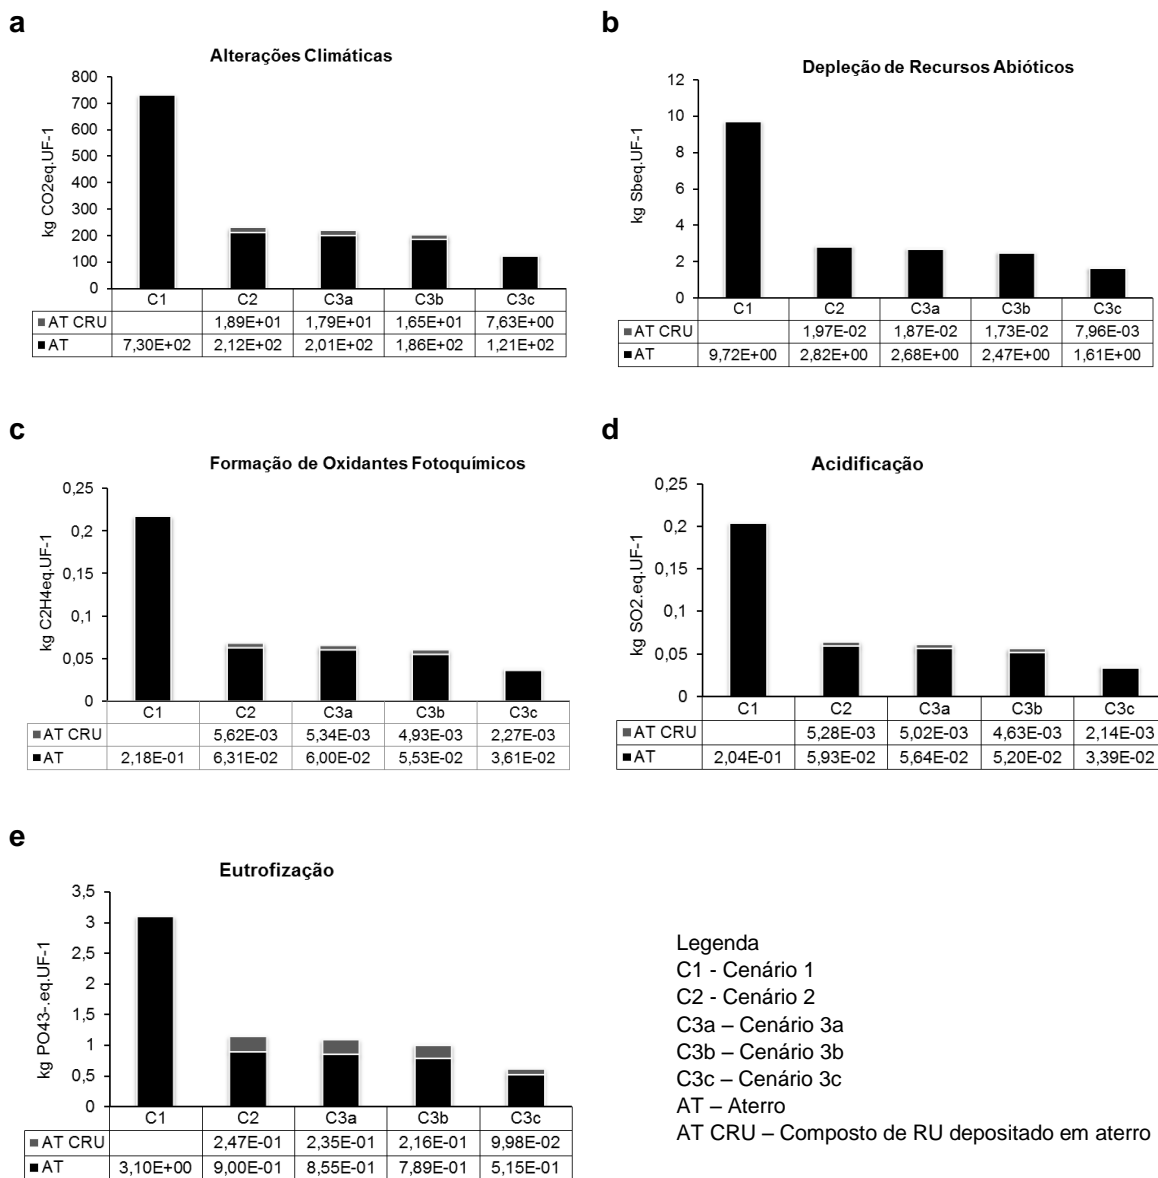 a
Alterações Climáticas
kg CO2eq.UF-1
800
700
600
500
400
300
200
100
0
C1 C2 C3a C3b C3c
AT CRU 1,89E+01 1,79E+01 1,65E+01 7,63E+00
AT 7,30E+02 2,12E+02 2,01E+02 1,86E+02 1,21E+02
b
Depleção de Recursos Abióticos
kg Sbeq.UF-1
12
10
8
6
4
2
0
C1 C2 C3a C3b C3c
AT CRU 1,97E-02 1,87E-02 1,73E-02 7,96E-03
AT 9,72E+00 2,82E+00 2,68E+00 2,47E+00 1,61E+00
c
Formação de Oxidantes Fotoquímicos
kg C2H4eq.UF-1
0,25
0,2
0,15
0,1
0,05
0
C1 C2 C3a C3b C3c
AT CRU 5,62E-03 5,34E-03 4,93E-03 2,27E-03
AT 2,18E-01 6,31E-02 6,00E-02 5,53E-02 3,61E-02
d
Acidificação
kg SO2.eq.UF-1
0,25
0,2
0,15
0,1
0,05
0
C1 C2 C3a C3b C3c
AT CRU 5,28E-03 5,02E-03 4,63E-03 2,14E-03
AT 2,04E-01 5,93E-02 5,64E-02 5,20E-02 3,39E-02
e
Eutrofização
kg PO43-.eq.UF-1
3,5
3
2,5
2
1,5
1
0,5
0
C1 C2 C3a C3b C3c
AT CRU 2,47E-01 2,35E-01 2,16E-01 9,98E-02
AT 3,10E+00 9,00E-01 8,55E-01 7,89E-01 5,15E-01
Legenda
C1 - Cenário 1
C2 - Cenário 2
C3a – Cenário 3a
C3b – Cenário 3b
C3c – Cenário 3c
AT – Aterro
AT CRU – Composto de RU depositado em aterro